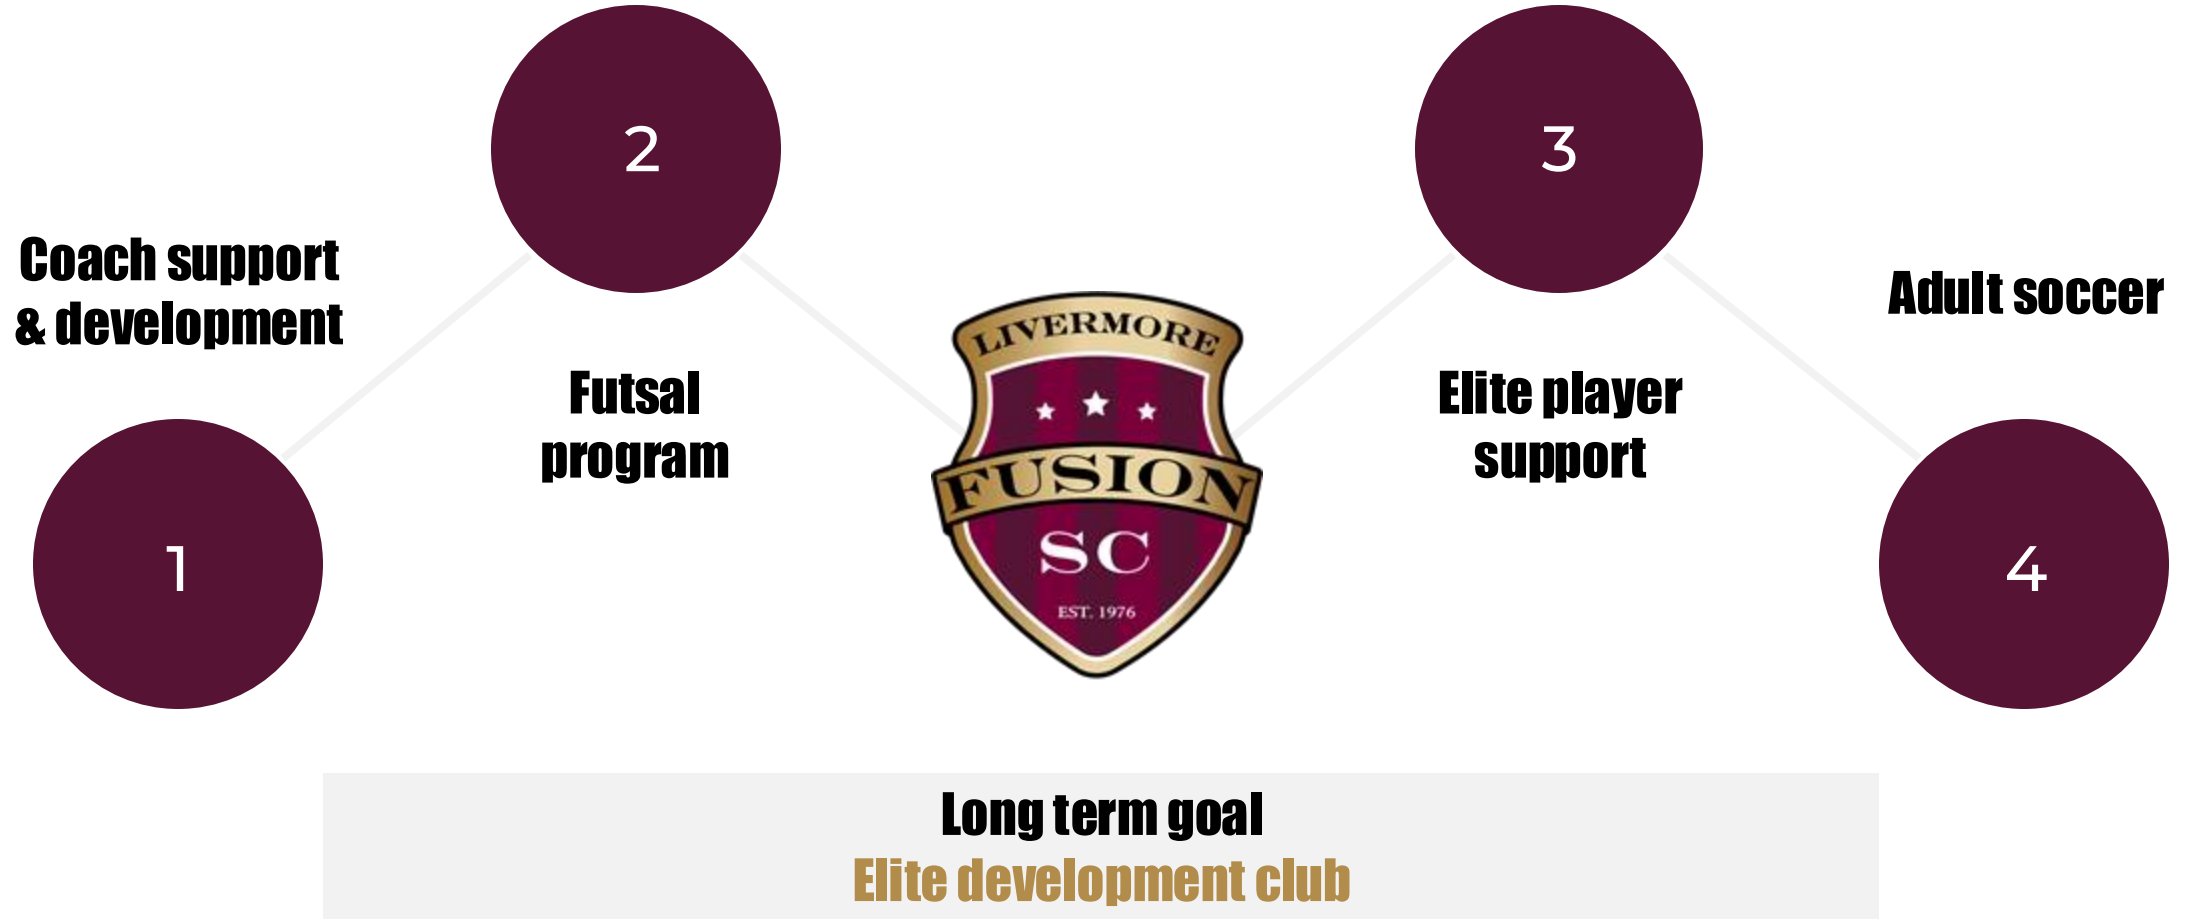 1
Coach support
& development
2
Futsal
program
LIVERMORE
FUSION
SC
EST. 1976
3
Elite player
support
4
Adult soccer
Long term goal
Elite development club